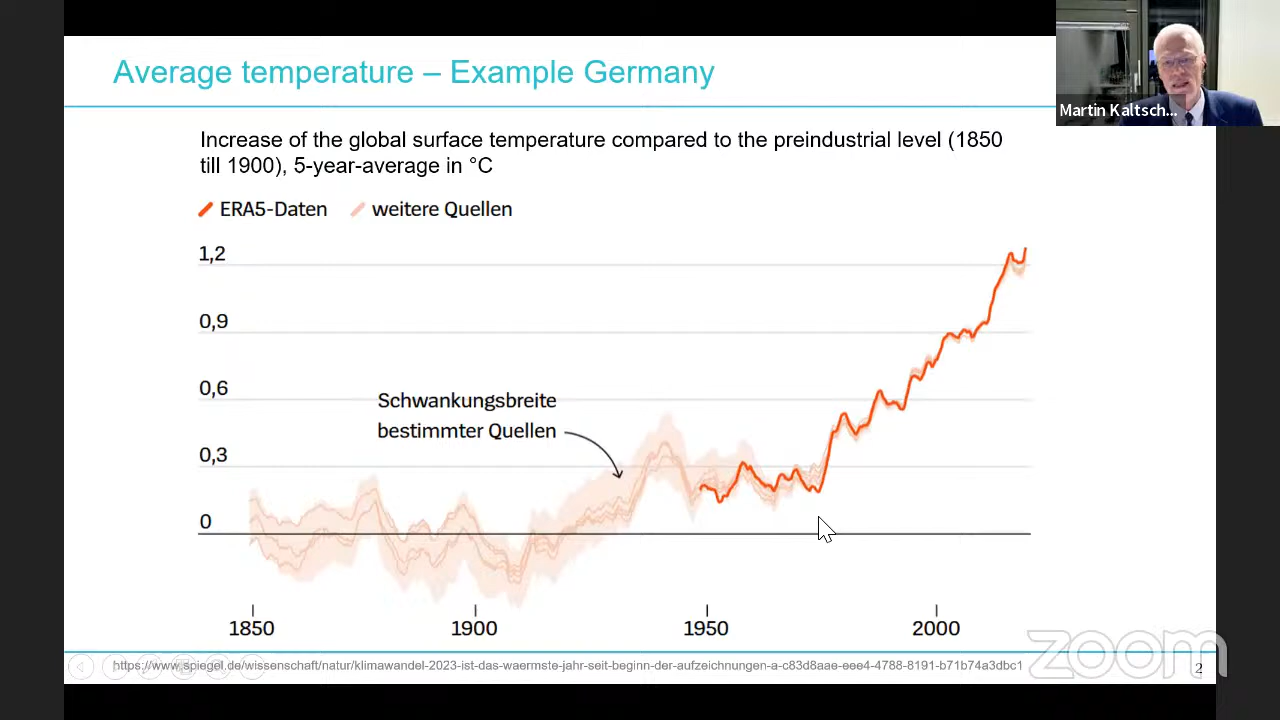 Average temperature – Example Germany
Martin Kaltsch...
Increase of the global surface temperature compared to the preindustrial level (1850
till 1900), 5-year-average in °C
ERA5-Daten weitere Quellen
1,2
0,9
0,6
Schwankungsbreite
bestimmter Quellen
0,3
0
1850 1900 1950 2000
zoom
https://www.spiegel.de/wissenschaft/natur/klimawandel-2023-ist-das-waermste-jahr-seit-beginn-der-aufzeichnungen-a-c83d8aae-eee4-4788-8191-b71b74a3dbc1
2